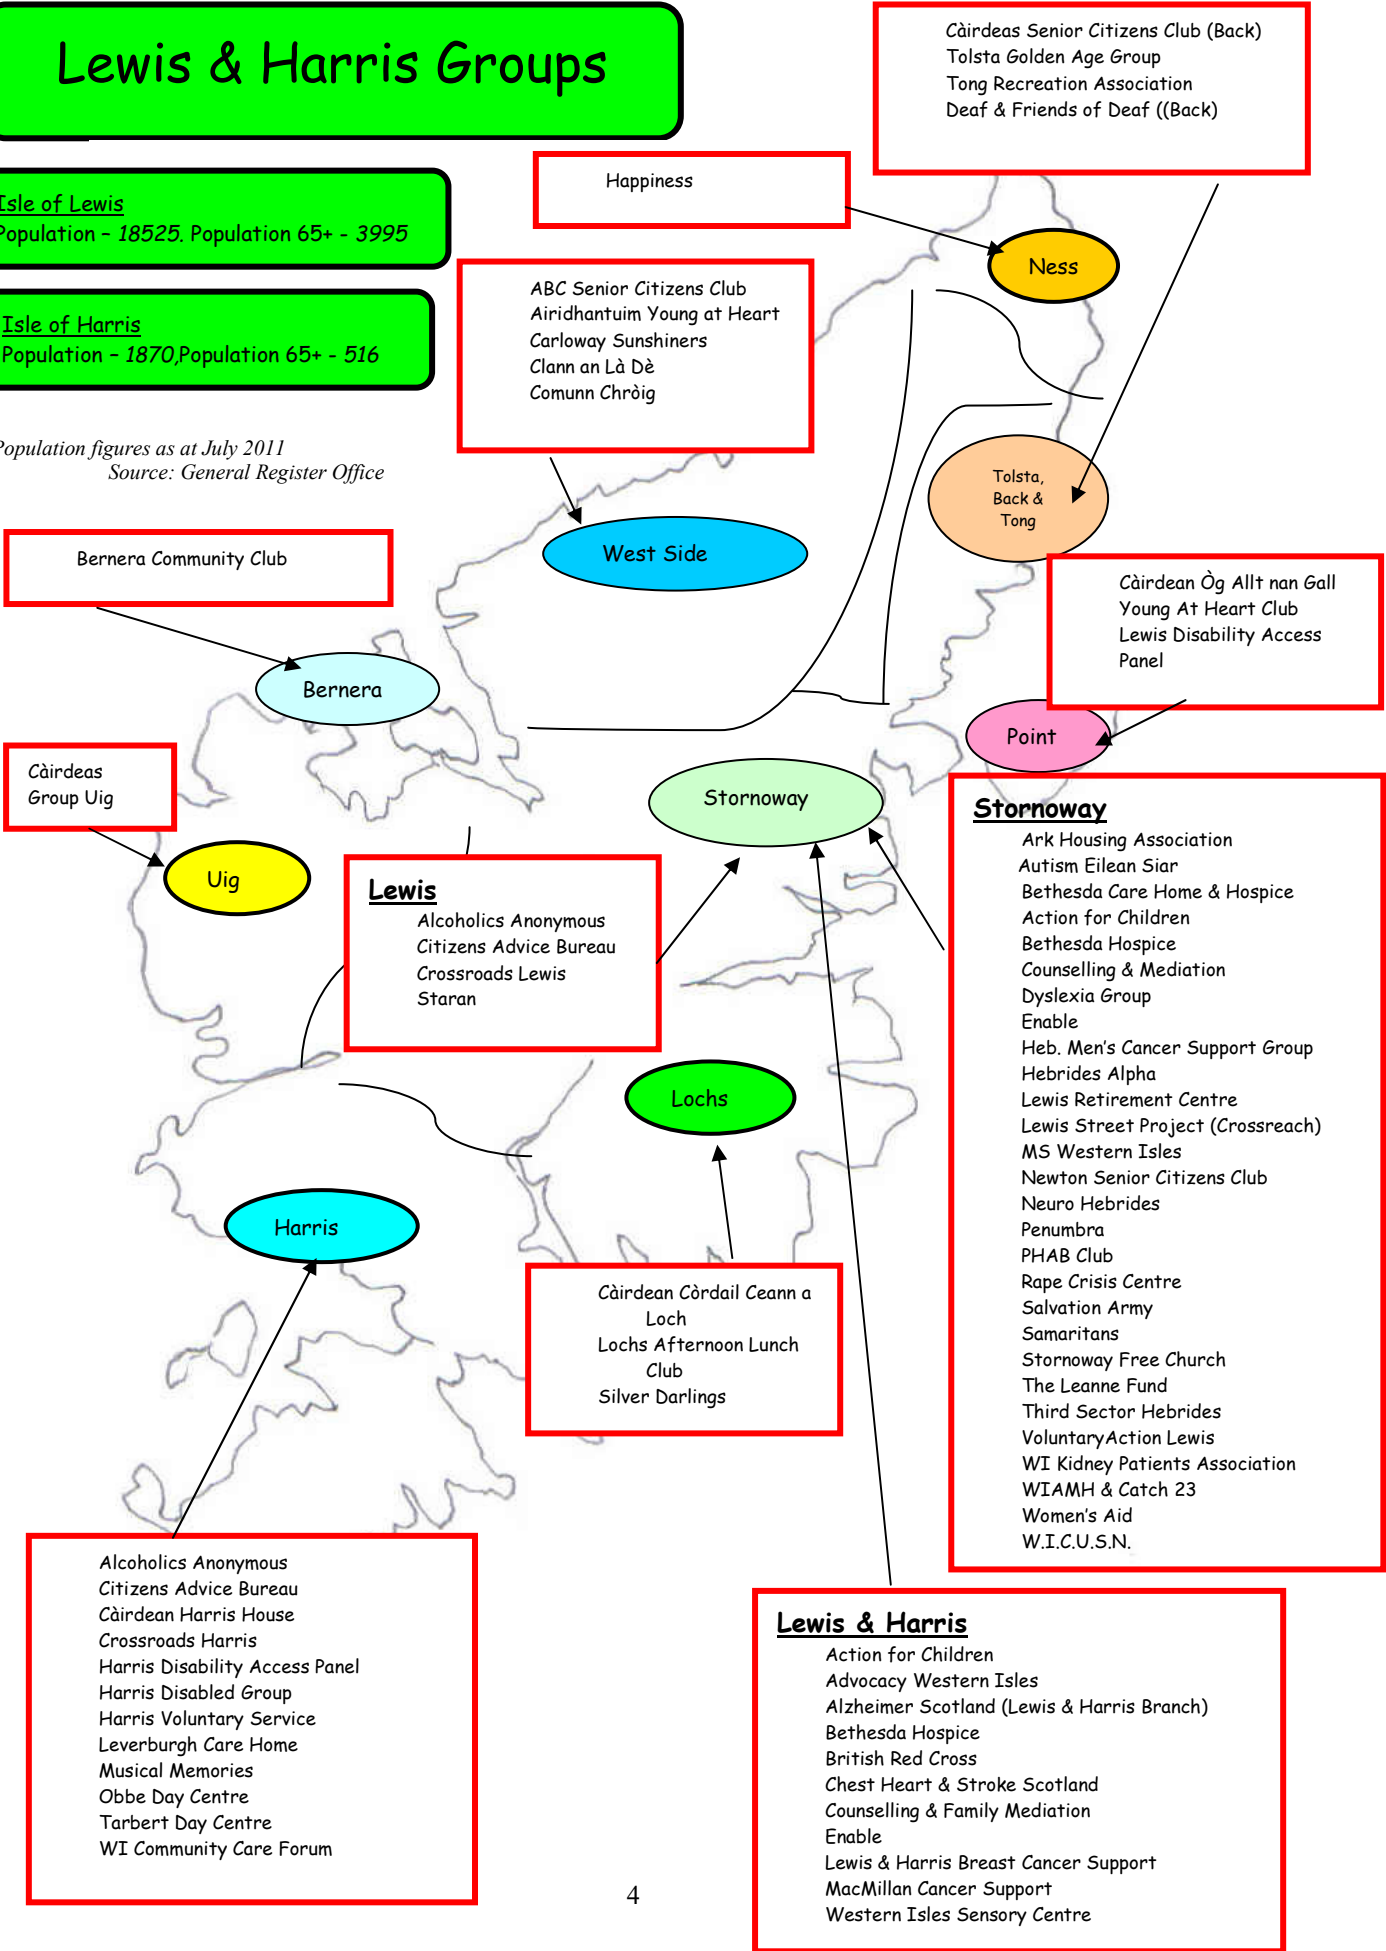 Lewis & Harris Groups
Càirdeas Senior Citizens Club (Back)
Tolsta Golden Age Group
Tong Recreation Association
Deaf & Friends of Deaf ((Back)
Happiness
Isle of Lewis
Population – 18525. Population 65+ - 3995
Ness
ABC Senior Citizens Club
Airidhantuim Young at Heart
Carloway Sunshiners
Clann an Là Dè
Comunn Chròig
Isle of Harris
Population – 1870,Population 65+ - 516
Population figures as at July 2011
Source: General Register Office
Tolsta,
Back &
Tong
West Side
Bernera Community Club
Càirdean Òg Allt nan Gall
Young At Heart Club
Lewis Disability Access
Panel
Bernera
Point
Càirdeas
Group Uig
Stornoway
Uig
Stornoway
Ark Housing Association
Autism Eilean Siar
Bethesda Care Home & Hospice
Action for Children
Bethesda Hospice
Counselling & Mediation
Dyslexia Group
Enable
Heb. Men's Cancer Support Group
Hebrides Alpha
Lewis Retirement Centre
Lewis Street Project (Crossreach)
MS Western Isles
Newton Senior Citizens Club
Neuro Hebrides
Penumbra
PHAB Club
Rape Crisis Centre
Salvation Army
Samaritans
Stornoway Free Church
The Leanne Fund
Third Sector Hebrides
VoluntaryAction Lewis
WI Kidney Patients Association
WIAMH & Catch 23
Women's Aid
W.I.C.U.S.N.
Lewis
Alcoholics Anonymous
Citizens Advice Bureau
Crossroads Lewis
Staran
Lochs
Harris
Càirdean Còrdail Ceann a
Loch
Lochs Afternoon Lunch
Club
Silver Darlings
Alcoholics Anonymous
Citizens Advice Bureau
Càirdean Harris House
Crossroads Harris
Harris Disability Access Panel
Harris Disabled Group
Harris Voluntary Service
Leverburgh Care Home
Musical Memories
Obbe Day Centre
Tarbert Day Centre
WI Community Care Forum
Lewis & Harris
Action for Children
Advocacy Western Isles
Alzheimer Scotland (Lewis & Harris Branch)
Bethesda Hospice
British Red Cross
Chest Heart & Stroke Scotland
Counselling & Family Mediation
Enable
Lewis & Harris Breast Cancer Support
MacMillan Cancer Support
Western Isles Sensory Centre
4